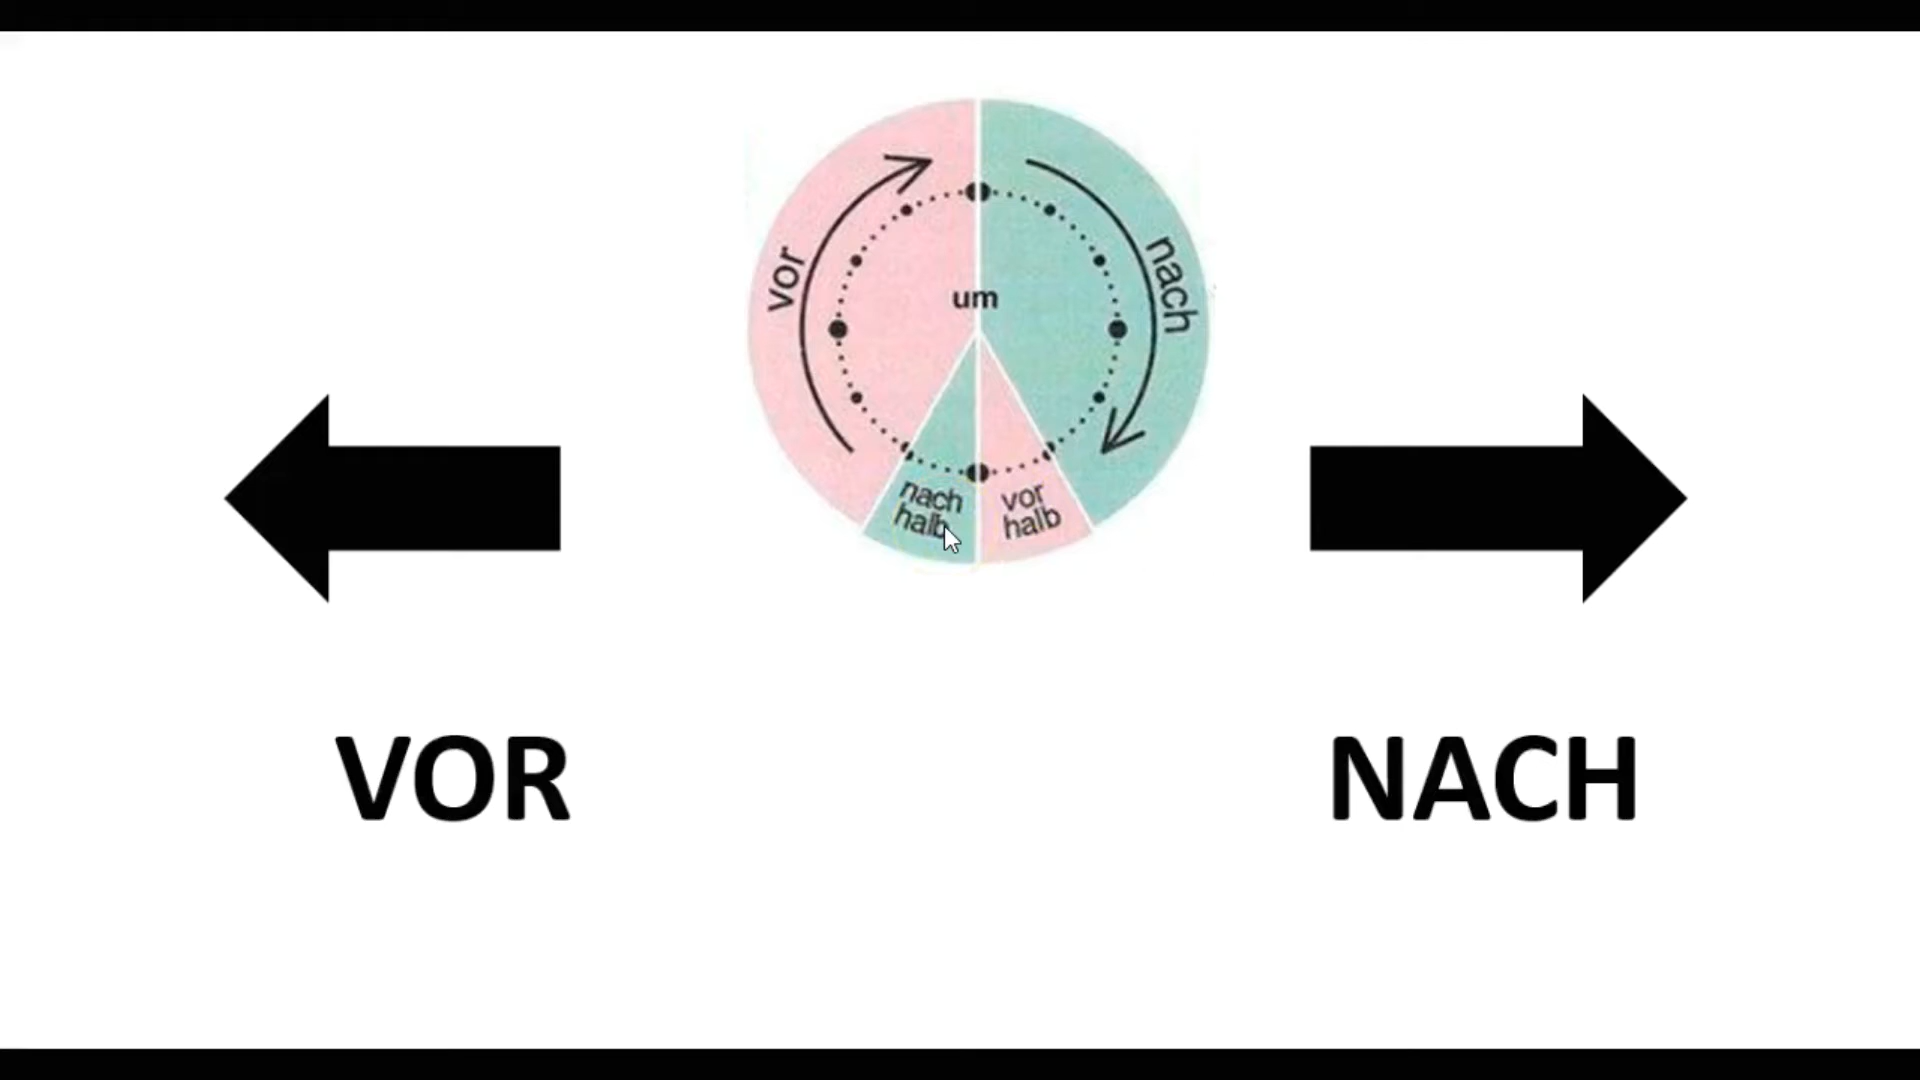 vor
nach
um
nach
halb
vor
halb
VOR
NACH